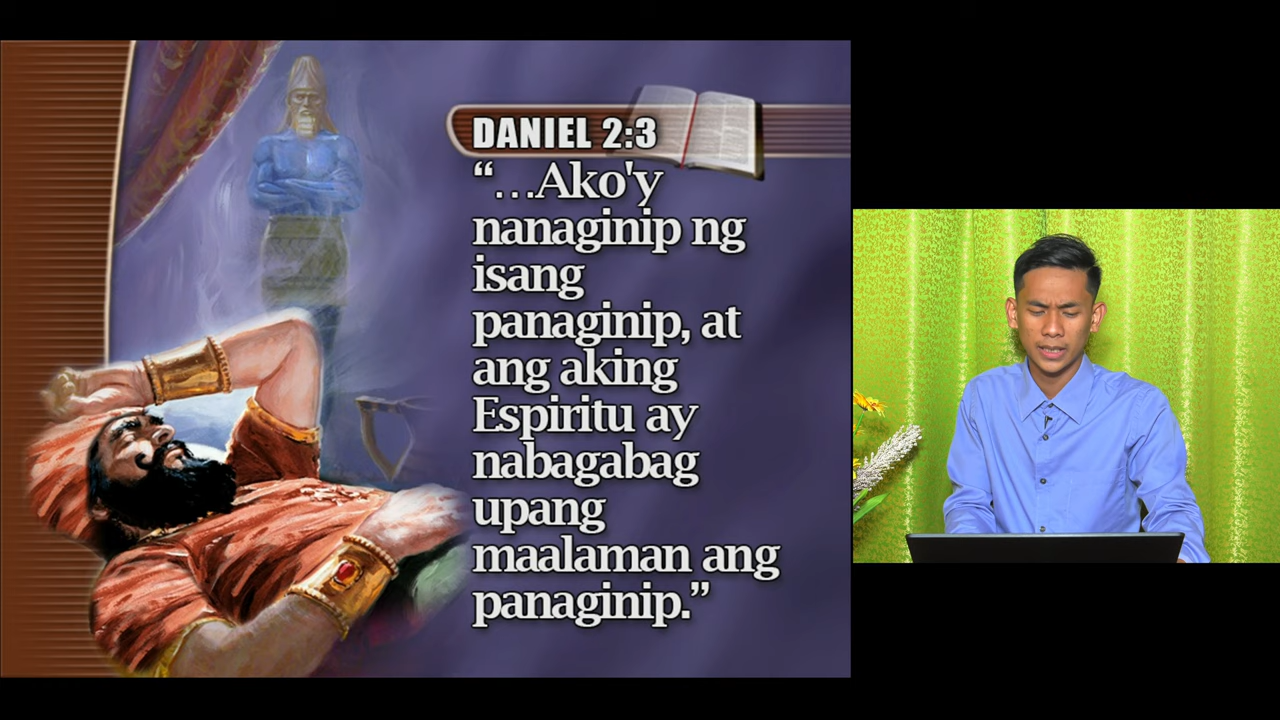 DANIEL 2:3
“…Ako'y
nanaginip ng
isang
panaginip, at
ang aking
Espiritu ay
nabagabag
upang
maalaman ang
panaginip.”